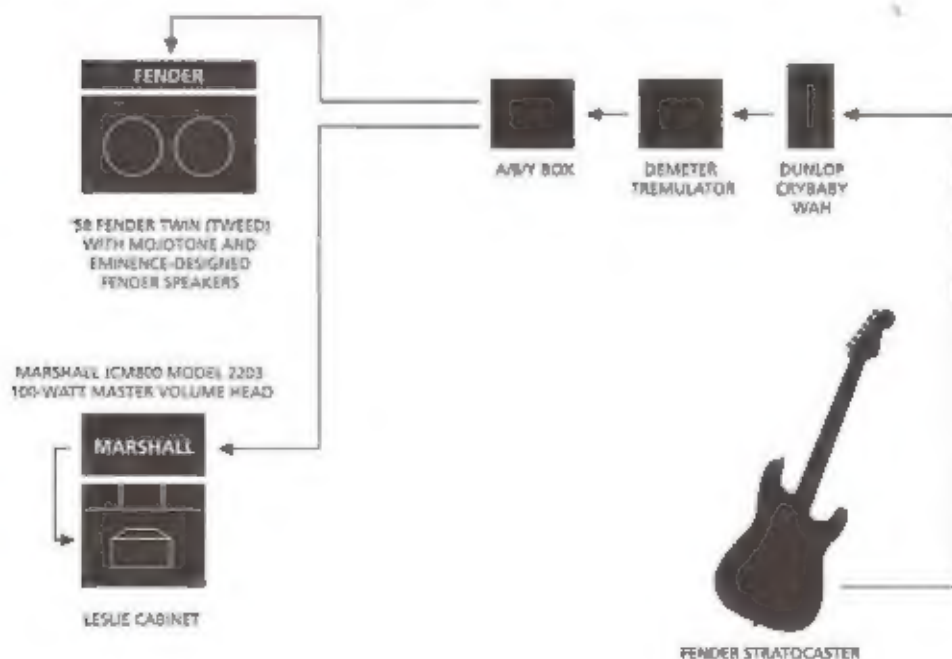 FENDER
'58 FENDER TWIN (TWEED)
WITH MOJOTONE AND
EMINENCE-DESIGNED
FENDER SPEAKERS
A/B/Y BOX
DEMETER
TREMULATOR
DUNLOP
CRYBABY
WAH
MARSHALL JCM800 MODEL 2203
100-WATT MASTER VOLUME HEAD
MARSHALL
LESLIE CABINET
FENDER STRATOCASTER